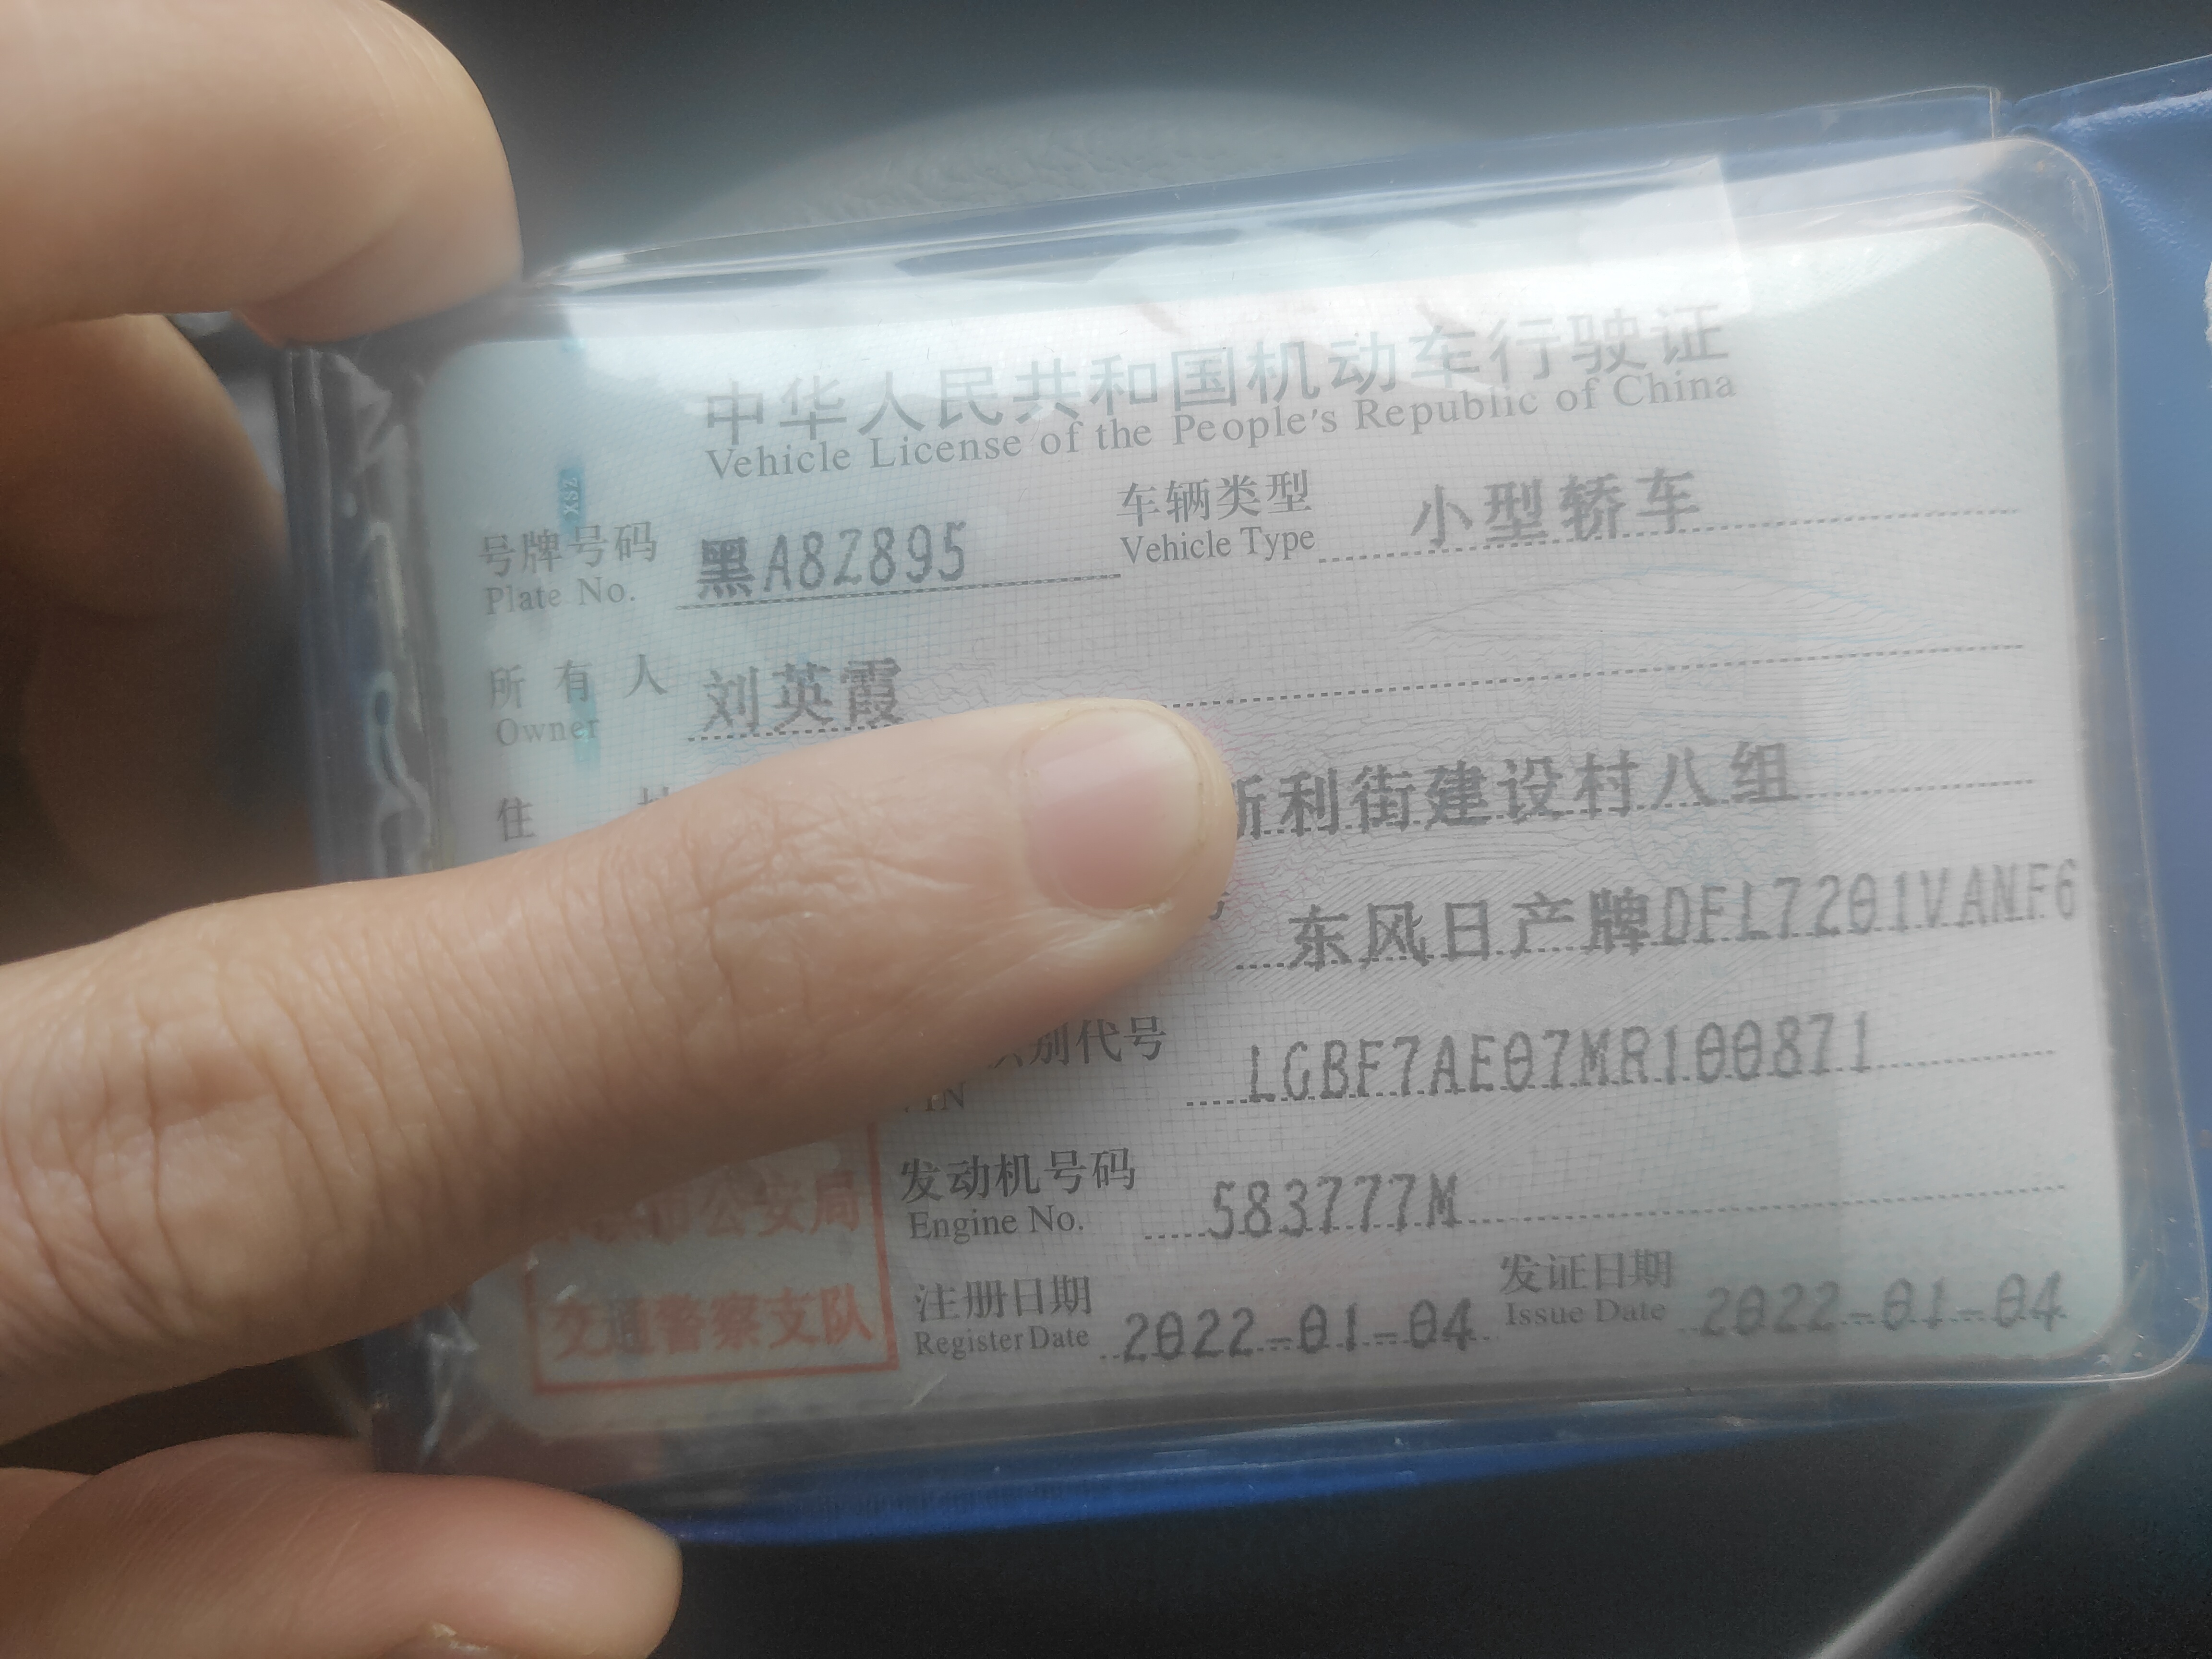 中华人民共和国机动车行驶证
Vehicle License of the People's Republic of China
XSZ
号牌号码 黑A8Z895 车辆类型 小型轿车
Plate No. Vehicle Type
所有人 刘英霞
Owner
住 利街建设村八组
东风日产牌DFL7201VANF6
别代号 LGBF7AE07MR100871
发动机号码 583777M
Engine No.
公安局
交通警察支队
注册日期 2022-01-04 发证日期 2022-01-04
Register Date Issue Date